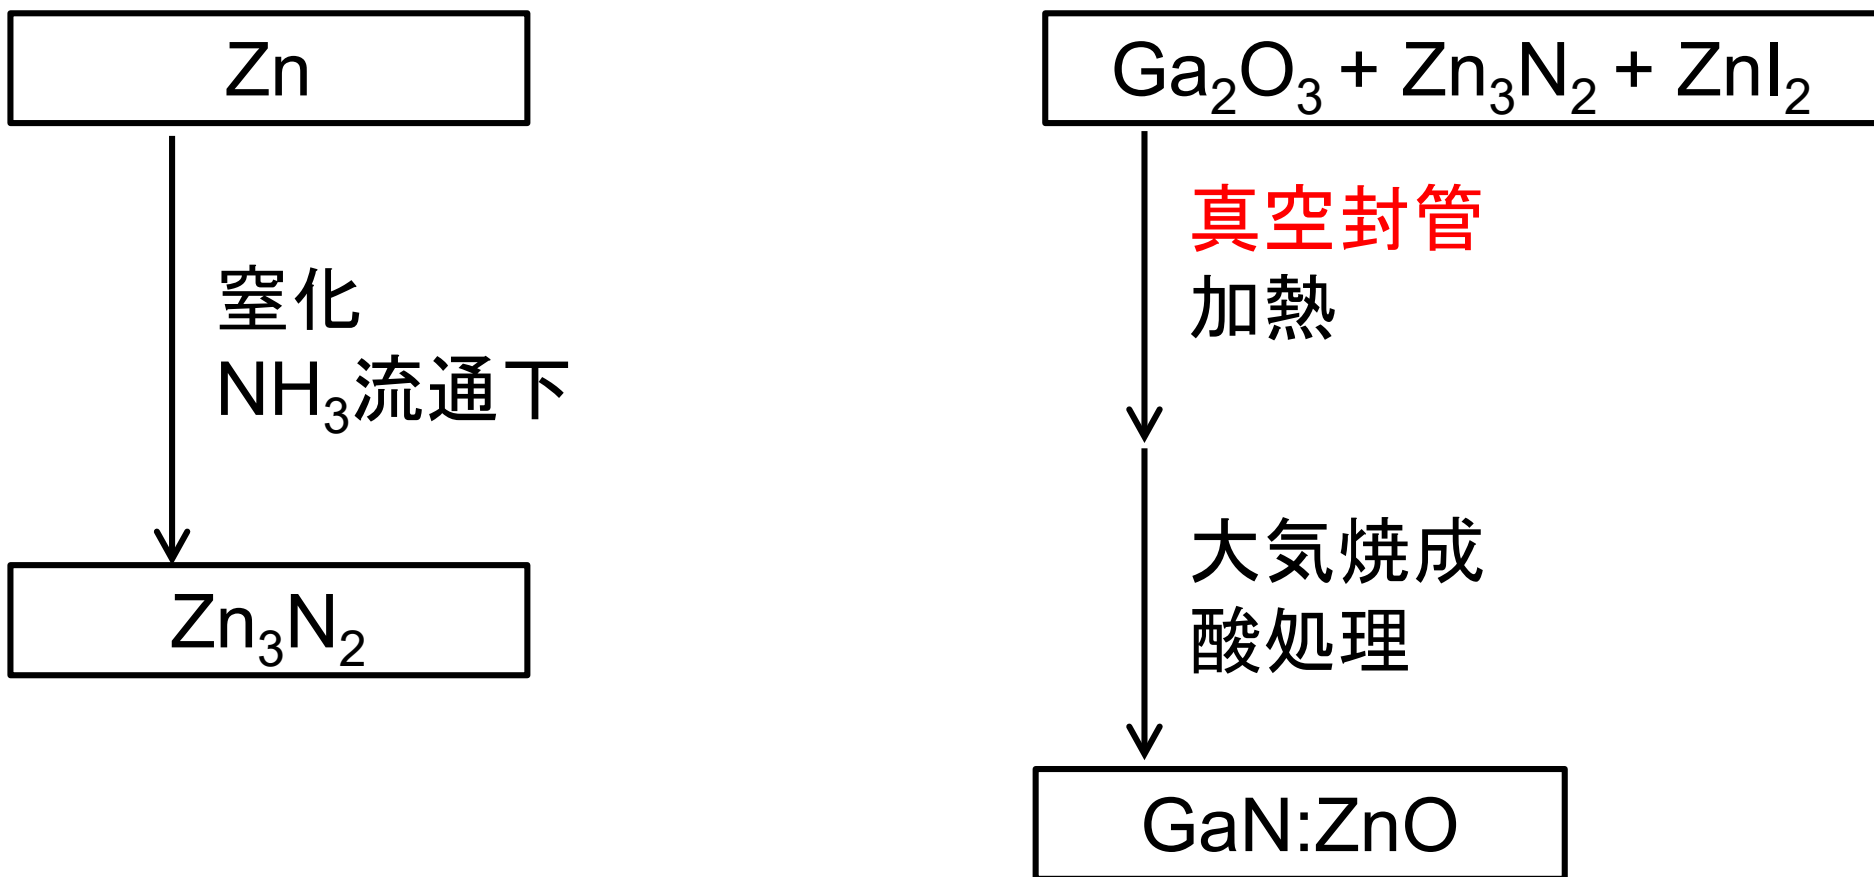 Zn
窒化
NH₃流通下
Zn₃N₂
Ga₂O₃ + Zn₃N₂ + ZnI₂
真空封管
加熱
大気焼成
酸処理
GaN:ZnO